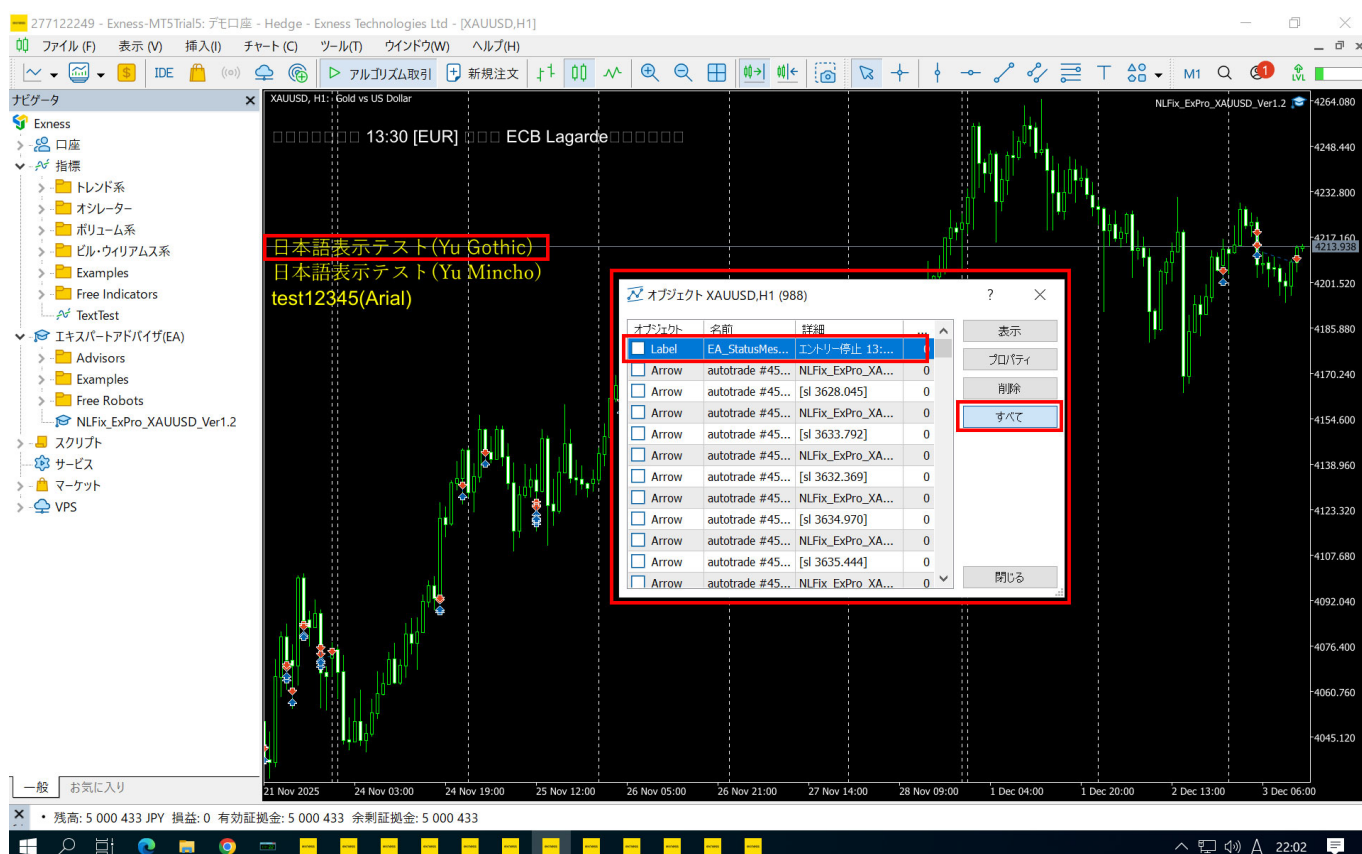 277122249 - Exness-MT5Trial5: デモ口座 - Hedge - Exness Technologies Ltd - [XAUUSD,H1]
ファイル (F) 表示 (V) 挿入(I) チャート (C) ツール(T) ウインドウ(W) ヘルプ(H)
IDE アルゴリズム取引 新規注文 M1 1 LVL
ナビゲータ
Exness
口座
指標
トレンド系
オシレーター
ボリューム系
ビル・ウィリアムス系
Examples
Free Indicators
TextTest
エキスパートアドバイザ(EA)
Advisors
Examples
Free Robots
NLFix_ExPro_XAUUSD_Ver1.2
スクリプト
サービス
マーケット
VPS
一般 お気に入り
XAUUSD, H1: Gold vs US Dollar
NLFix_ExPro_XAUUSD_Ver1.2
□□□□□□□ 13:30 [EUR] □□□ ECB Lagarde□□□□□□
日本語表示テスト(Yu Gothic)
日本語表示テスト(Yu Mincho)
test12345(Arial)
オブジェクト XAUUSD,H1 (988) ?
オブジェクト 名前 詳細 ...
Label EA_StatusMes... エントリー停止 13:... 0
Arrow autotrade #45... NLFix_ExPro_XA... 0
Arrow autotrade #45... [sl 3628.045] 0
Arrow autotrade #45... NLFix_ExPro_XA... 0
Arrow autotrade #45... [sl 3633.792] 0
Arrow autotrade #45... NLFix_ExPro_XA... 0
Arrow autotrade #45... [sl 3632.369] 0
Arrow autotrade #45... NLFix_ExPro_XA... 0
Arrow autotrade #45... [sl 3634.970] 0
Arrow autotrade #45... NLFix_ExPro_XA... 0
Arrow autotrade #45... [sl 3635.444] 0
Arrow autotrade #45... NLFix_ExPro_XA... 0
表示
プロパティ
削除
すべて
閉じる
4264.080
4248.440
4232.800
4217.160
4213.938
4201.520
4185.880
4170.240
4154.600
4138.960
4123.320
4107.680
4092.040
4076.400
4060.760
4045.120
21 Nov 2025 24 Nov 03:00 24 Nov 19:00 25 Nov 12:00 26 Nov 05:00 26 Nov 21:00 27 Nov 14:00 28 Nov 09:00 1 Dec 04:00 1 Dec 20:00 2 Dec 13:00 3 Dec 06:00
• 残高: 5 000 433 JPY 損益: 0 有効証拠金: 5 000 433 余剰証拠金: 5 000 433
A 22:02